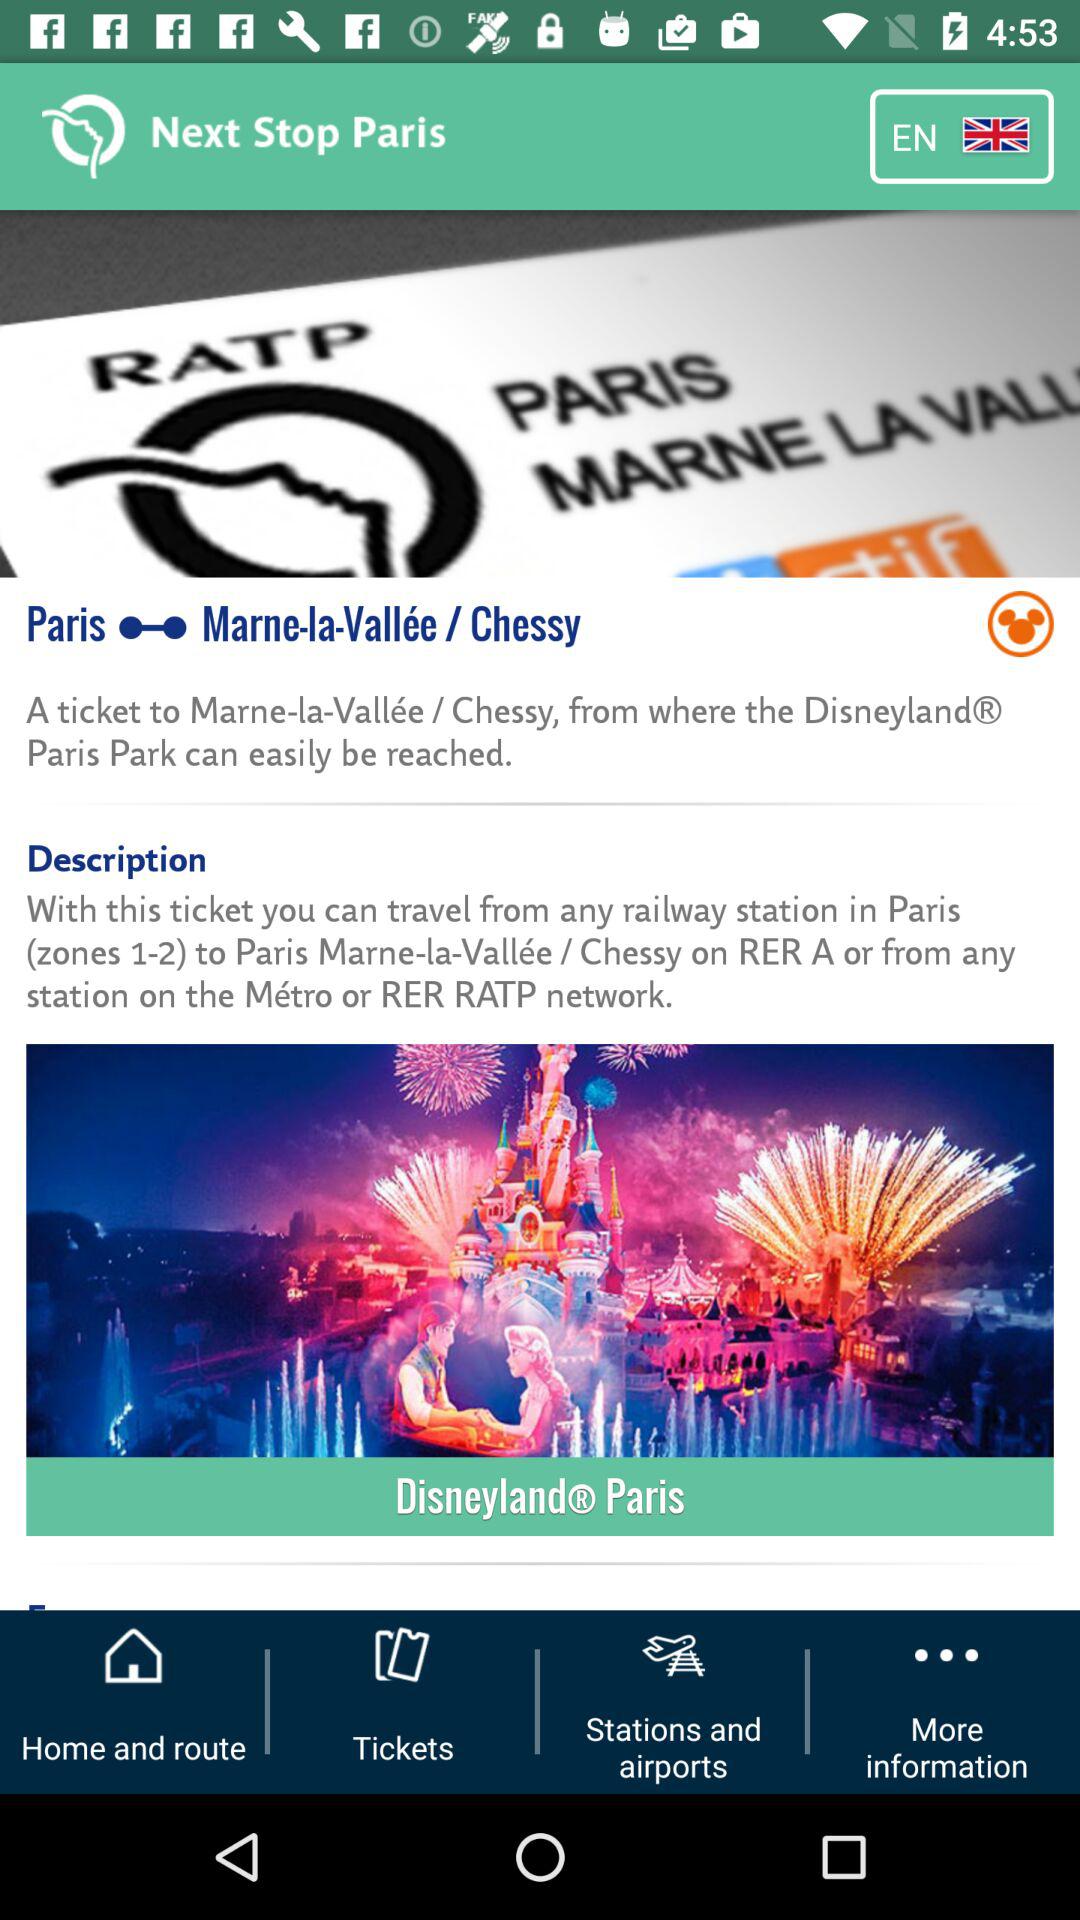 FAKE
4:53
Next Stop Paris
EN
RATP
PARIS
MARNE LA VALL
stif
Paris Marne-la-Vallée / Chessy
A ticket to Marne-la-Vallée / Chessy, from where the Disneyland®
Paris Park can easily be reached.
Description
With this ticket you can travel from any railway station in Paris
(zones 1-2) to Paris Marne-la-Vallée / Chessy on RER A or from any
station on the Métro or RER RATP network.
Disneyland® Paris
Home and route
Tickets
Stations and
airports
More
information